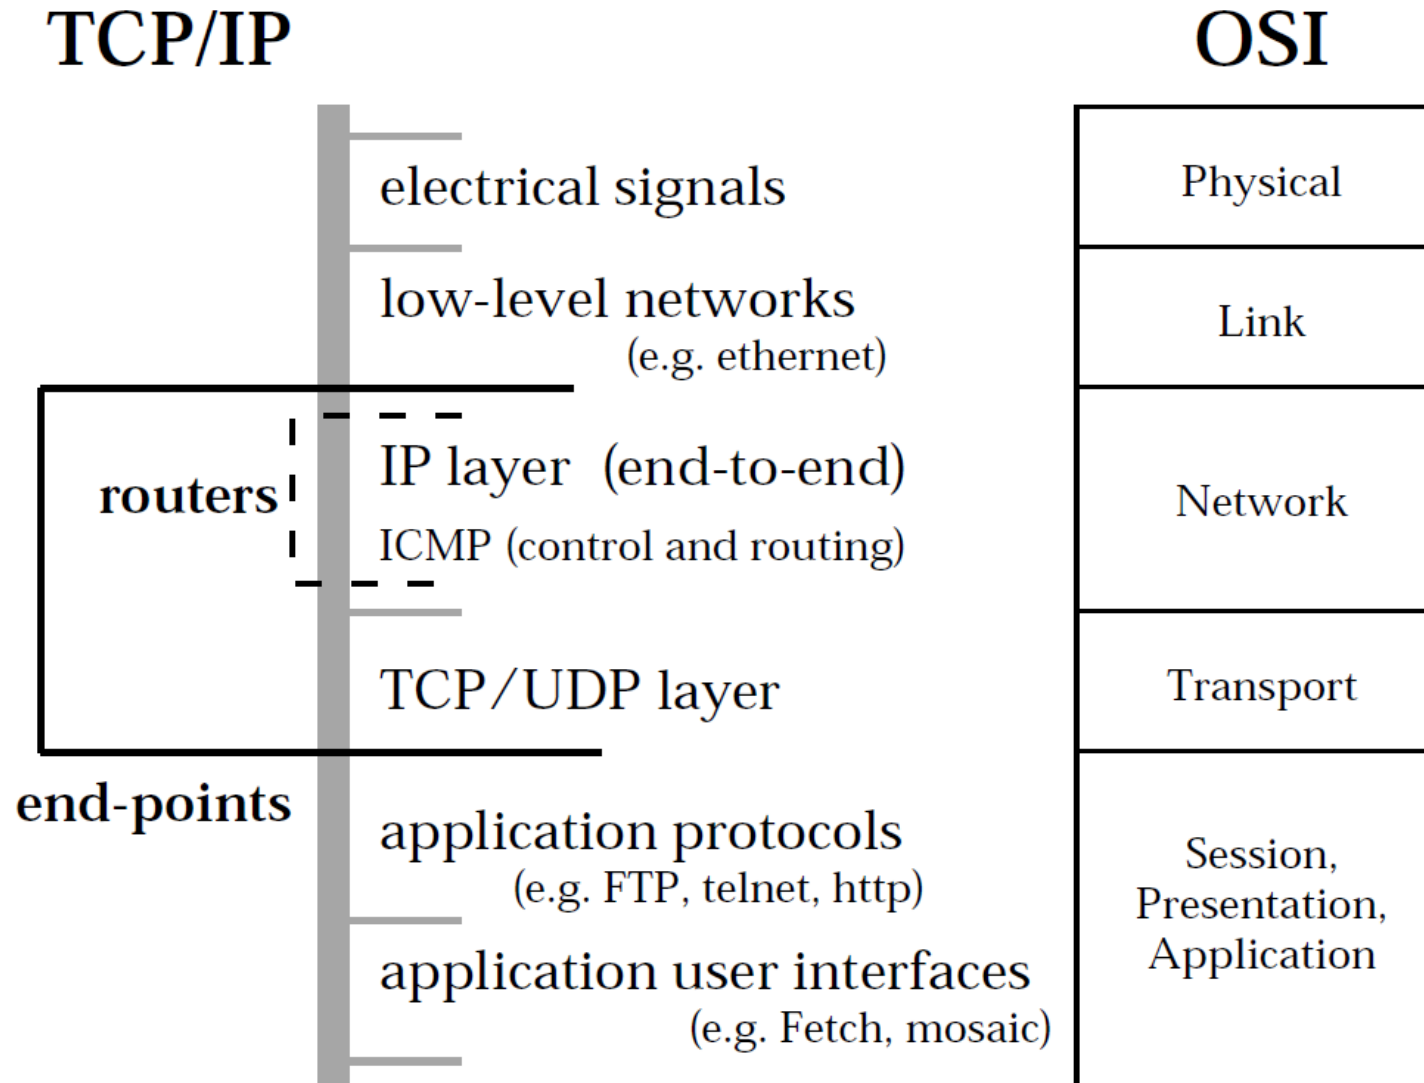 TCP/IP
OSI
electrical signals
Physical
low-level networks
(e.g. ethernet)
Link
routers
IP layer (end-to-end)
ICMP (control and routing)
Network
TCP/UDP layer
Transport
end-points
application protocols
(e.g. FTP, telnet, http)
application user interfaces
(e.g. Fetch, mosaic)
Session,
Presentation,
Application